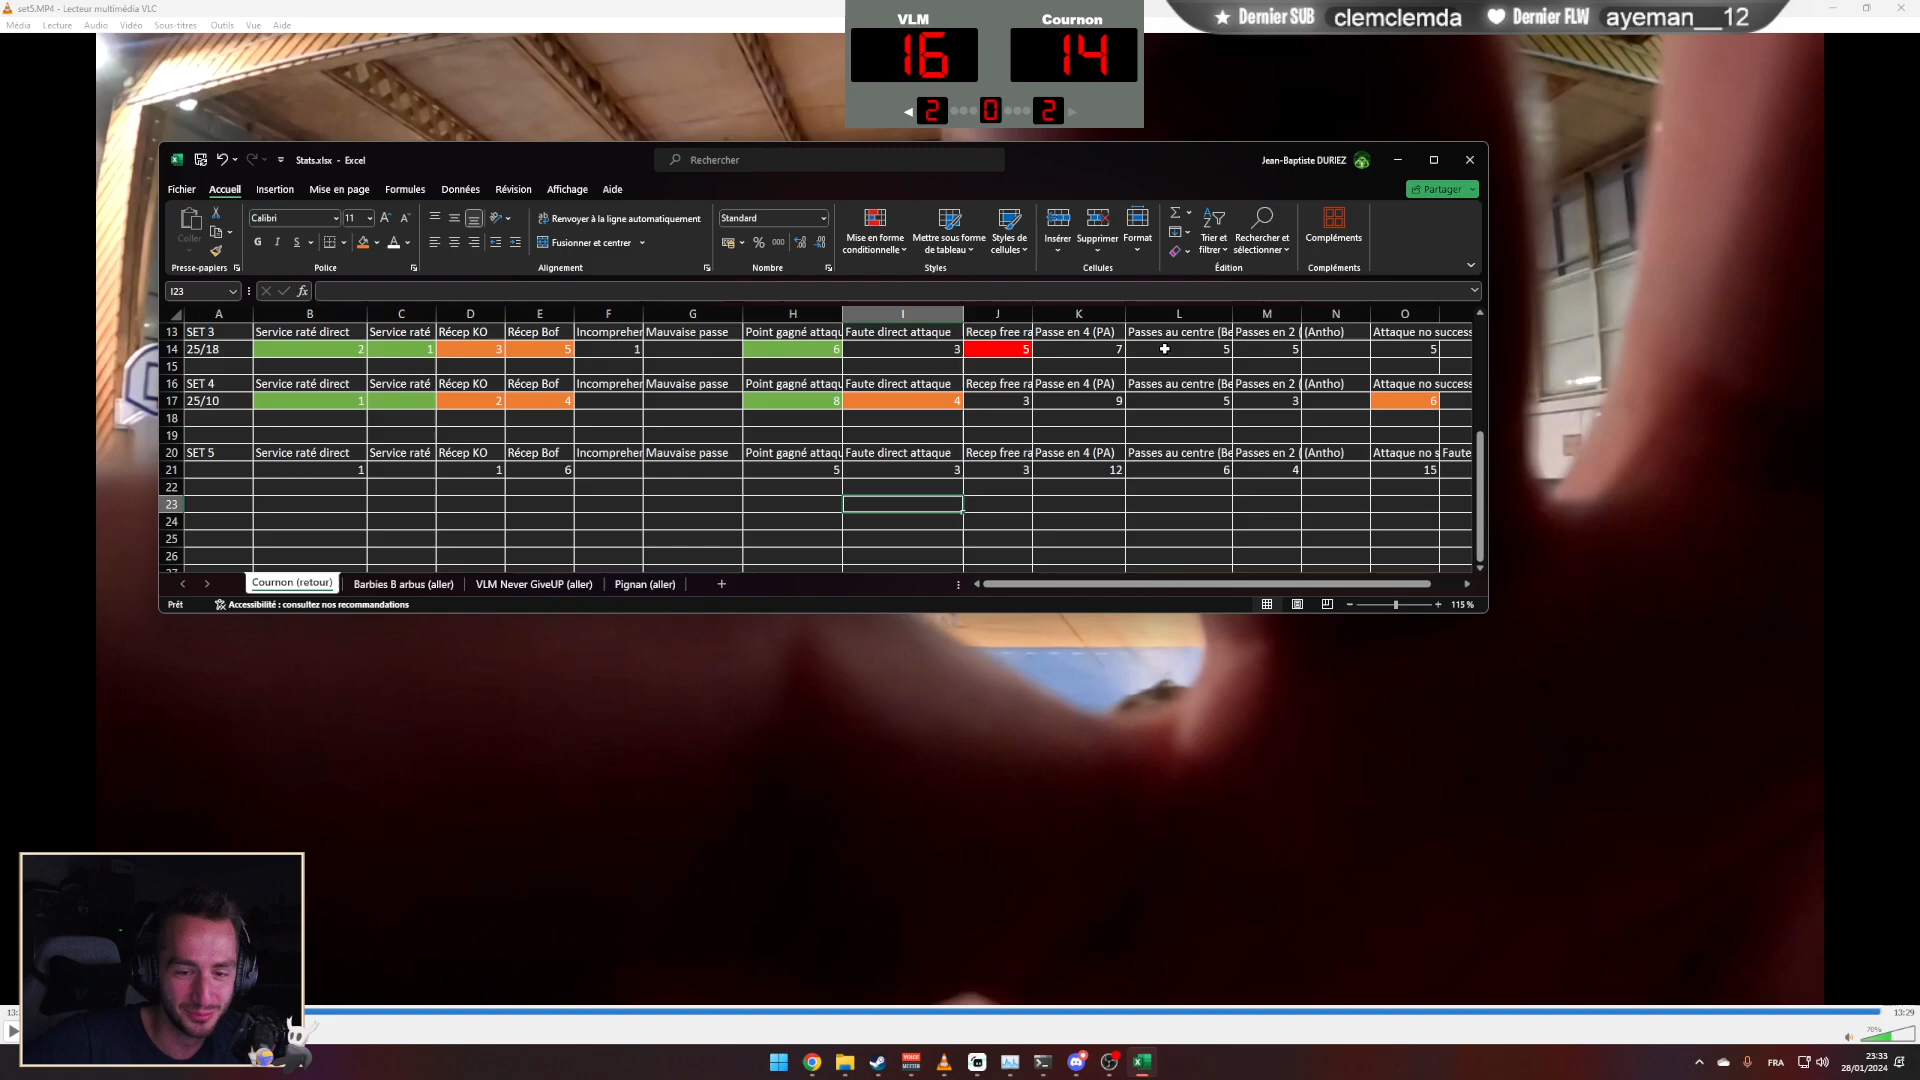 set5.MP4 - Lecteur multimédia VLC
Média Lecture Audio Vidéo Sous-titres Outils Vue Aide
VLM Cournon
16 14
2 0 2
Dernier SUB clemclemda Dernier FLW ayeman__12
Stats.xlsx - Excel
Rechercher
Jean-Baptiste DURIEZ
Fichier Accueil Insertion Mise en page Formules Données Révision Affichage Aide
Partager
Coller
Calibri 11
Renvoyer à la ligne automatiquement
Standard
G I S
Fusionner et centrer
% 000
Mise en forme conditionnelle
Mettre sous forme de tableau
Styles de cellules
Insérer Supprimer Format
Trier et filtrer
Rechercher et sélectionner
Compléments
Presse-papiers Police Alignement Nombre Styles Cellules Édition Compléments
I23 fx
A B C D E F G H I J K L M N O
13 SET 3 Service raté direct Service raté Récep KO Récep Bof Incompreher Mauvaise passe Point gagné attaqu Faute direct attaque Recep free ra Passe en 4 (PA) Passes au centre (Be Passes en 2 ( (Antho) Attaque no success
14 25/18 2 1 3 5 1 6 3 5 7 5 5 5
15
16 SET 4 Service raté direct Service raté Récep KO Récep Bof Incompreher Mauvaise passe Point gagné attaqu Faute direct attaque Recep free ra Passe en 4 (PA) Passes au centre (Be Passes en 2 ( (Antho) Attaque no success
17 25/10 1 2 4 8 4 3 9 5 3 6
18
19
20 SET 5 Service raté direct Service raté Récep KO Récep Bof Incompreher Mauvaise passe Point gagné attaqu Faute direct attaque Recep free ra Passe en 4 (PA) Passes au centre (Be Passes en 2 ( (Antho) Attaque no s Faute
21 1 1 6 5 3 3 12 6 4 15
22
23
24
25
26
Cournon (retour) Barbies B arbus (aller) VLM Never GiveUP (aller) Pignan (aller)
Prêt Accessibilité : consultez nos recommandations 115 %
13:29
70%
FRA
23:33
28/01/2024